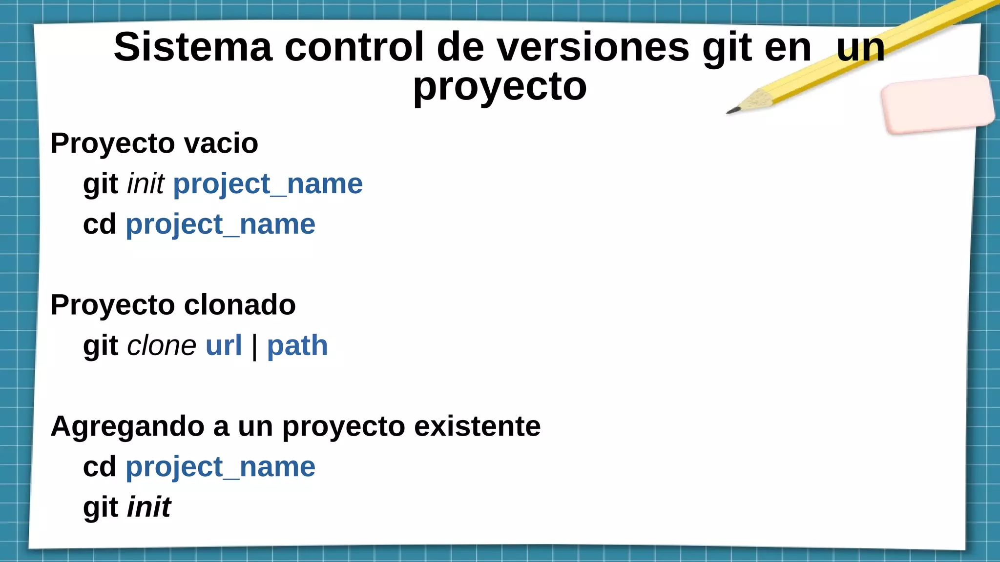 Sistema control de versiones git en  un
proyecto
Proyecto vacio
git init project_name
cd project_name
Proyecto clonado
git clone url | path
Agregando a un proyecto existente
cd project_name
git init